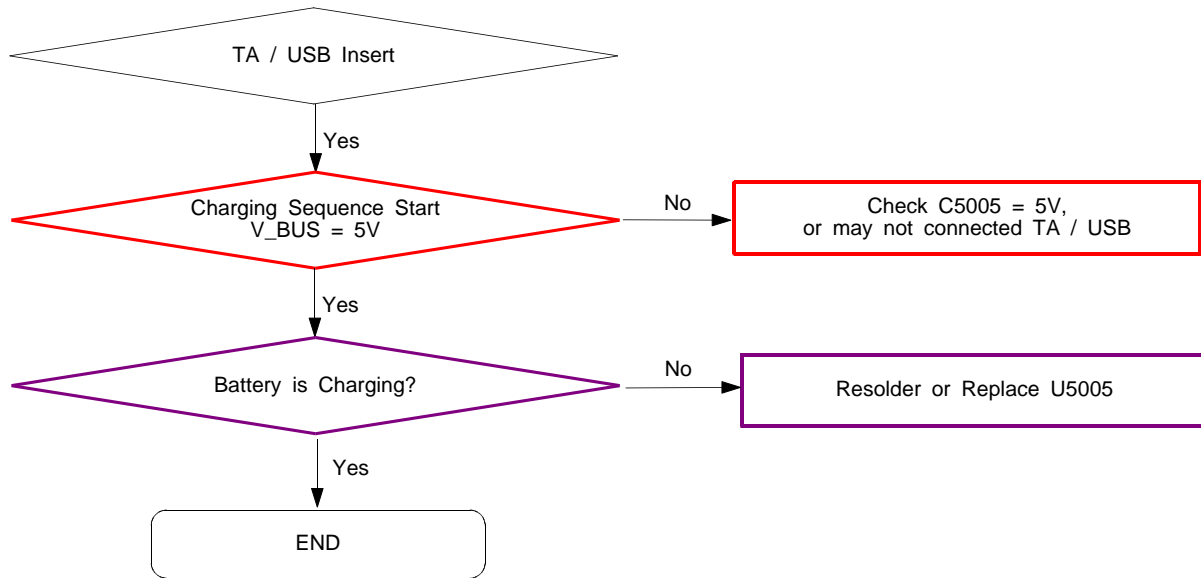 TA / USB Insert
Yes
Charging Sequence Start
V_BUS = 5V
No
Check C5005 = 5V,
or may not connected TA / USB
Yes
Battery is Charging?
No
Resolder or Replace U5005
Yes
END